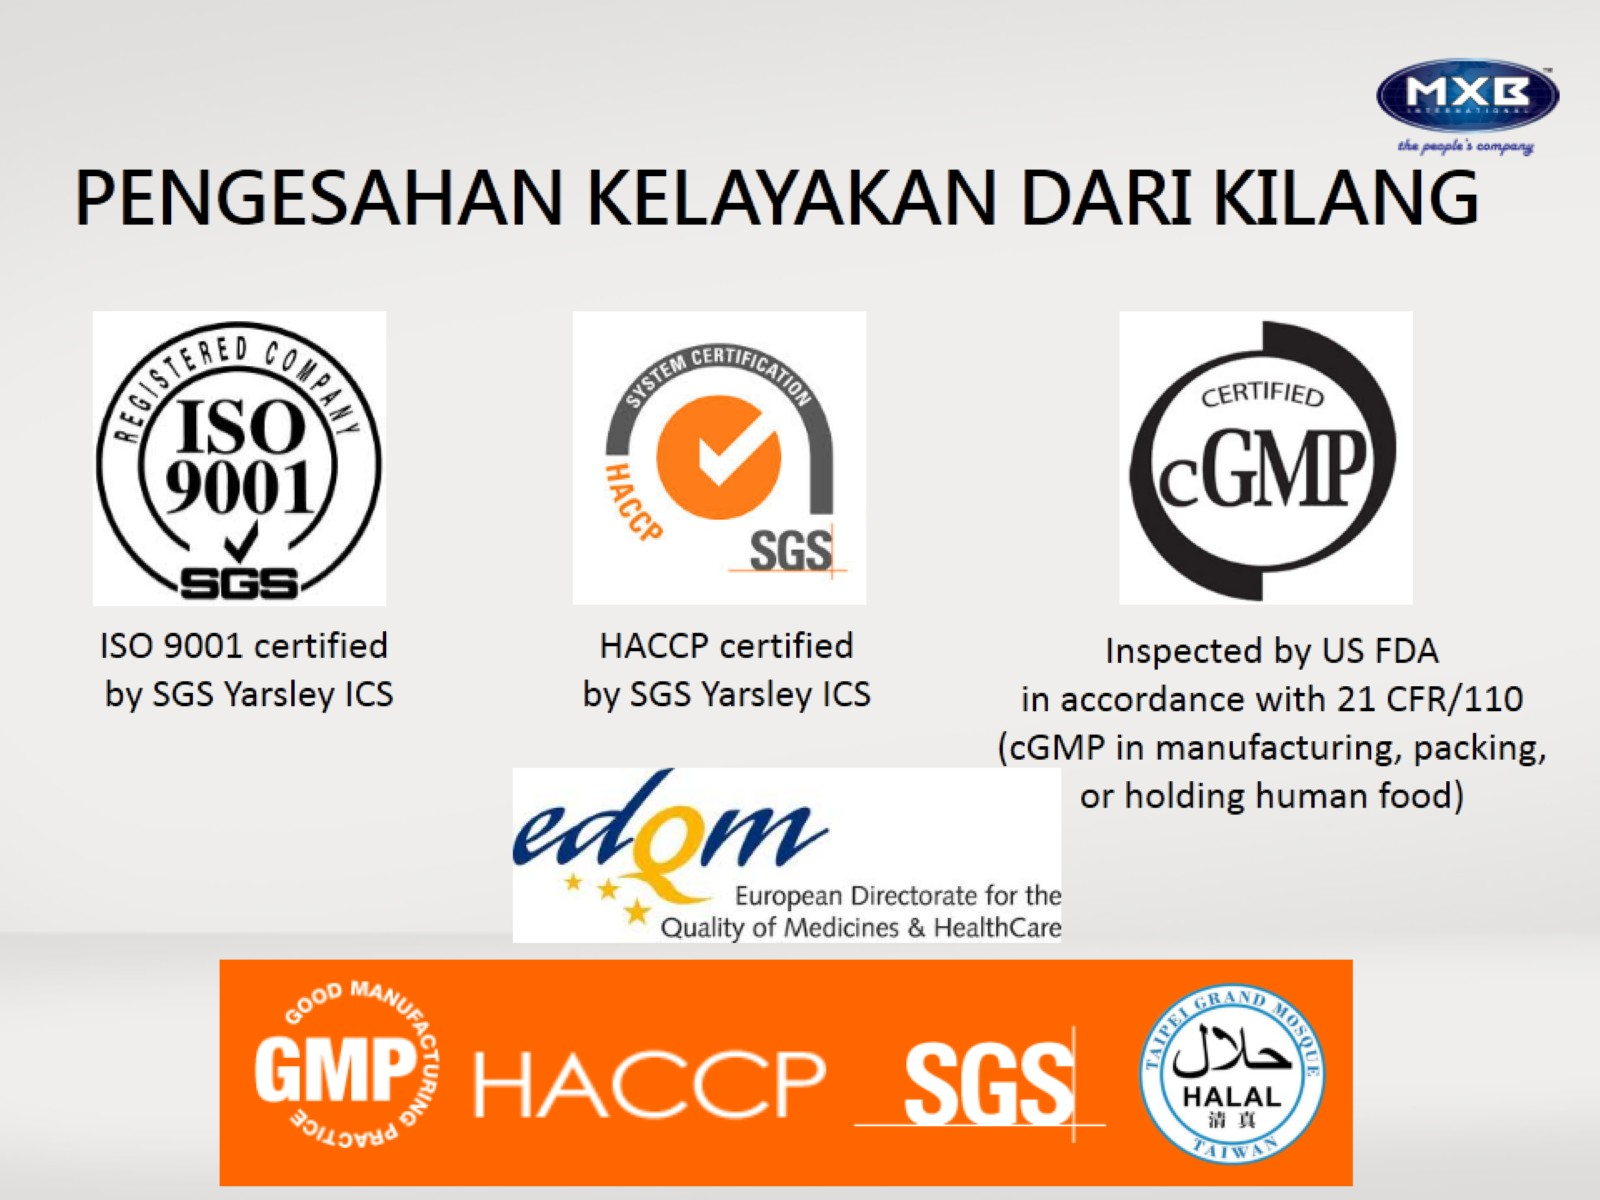 MXB
INTERNATIONAL
the people's company
PENGESAHAN KELAYAKAN DARI KILANG
REGISTERED COMPANY
ISO
9001
SGS
SYSTEM CERTIFICATION
HACCP
SGS
CERTIFIED
cGMP
ISO 9001 certified
by SGS Yarsley ICS
HACCP certified
by SGS Yarsley ICS
Inspected by US FDA
in accordance with 21 CFR/110
(cGMP in manufacturing, packing,
or holding human food)
edQm
European Directorate for the
Quality of Medicines & HealthCare
GOOD MANUFACTURING PRACTICE
GMP
HACCP
SGS
TAIPEI GRAND MOSQUE
حلال
HALAL
清真
TAIWAN